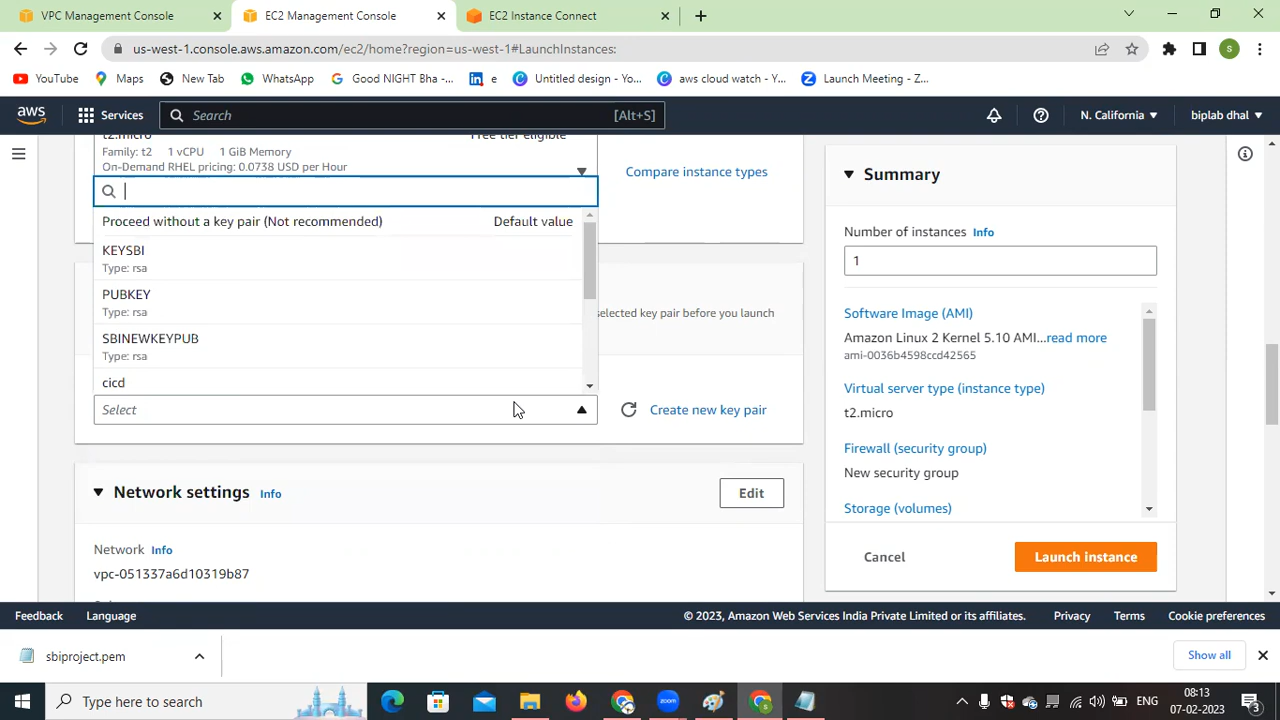 VPC Management Console
EC2 Management Console
EC2 Instance Connect
us-west-1.console.aws.amazon.com/ec2/home?region=us-west-1#LaunchInstances:
s
YouTube
Maps
New Tab
WhatsApp
Good NIGHT Bha -...
e
Untitled design - Yo...
aws cloud watch - Y...
Launch Meeting - Z...
aws
Services
Search
[Alt+S]
N. California
biplab dhal
t2.micro
Free tier eligible
Family: t2 1 vCPU 1 GiB Memory
On-Demand RHEL pricing: 0.0738 USD per Hour
Compare instance types
Proceed without a key pair (Not recommended)
Default value
KEYSBI
Type: rsa
PUBKEY
Type: rsa
SBINEWKEYPUB
Type: rsa
cicd
selected key pair before you launch
Select
Create new key pair
Network settings Info
Edit
Network Info
vpc-051337a6d10319b87
Summary
Number of instances Info
1
Software Image (AMI)
Amazon Linux 2 Kernel 5.10 AMI...read more
ami-0036b4598ccd42565
Virtual server type (instance type)
t2.micro
Firewall (security group)
New security group
Storage (volumes)
Cancel
Launch instance
Feedback
Language
© 2023, Amazon Web Services India Private Limited or its affiliates.
Privacy
Terms
Cookie preferences
sbiproject.pem
Show all
Type here to search
zoom
ENG
08:13
07-02-2023
3